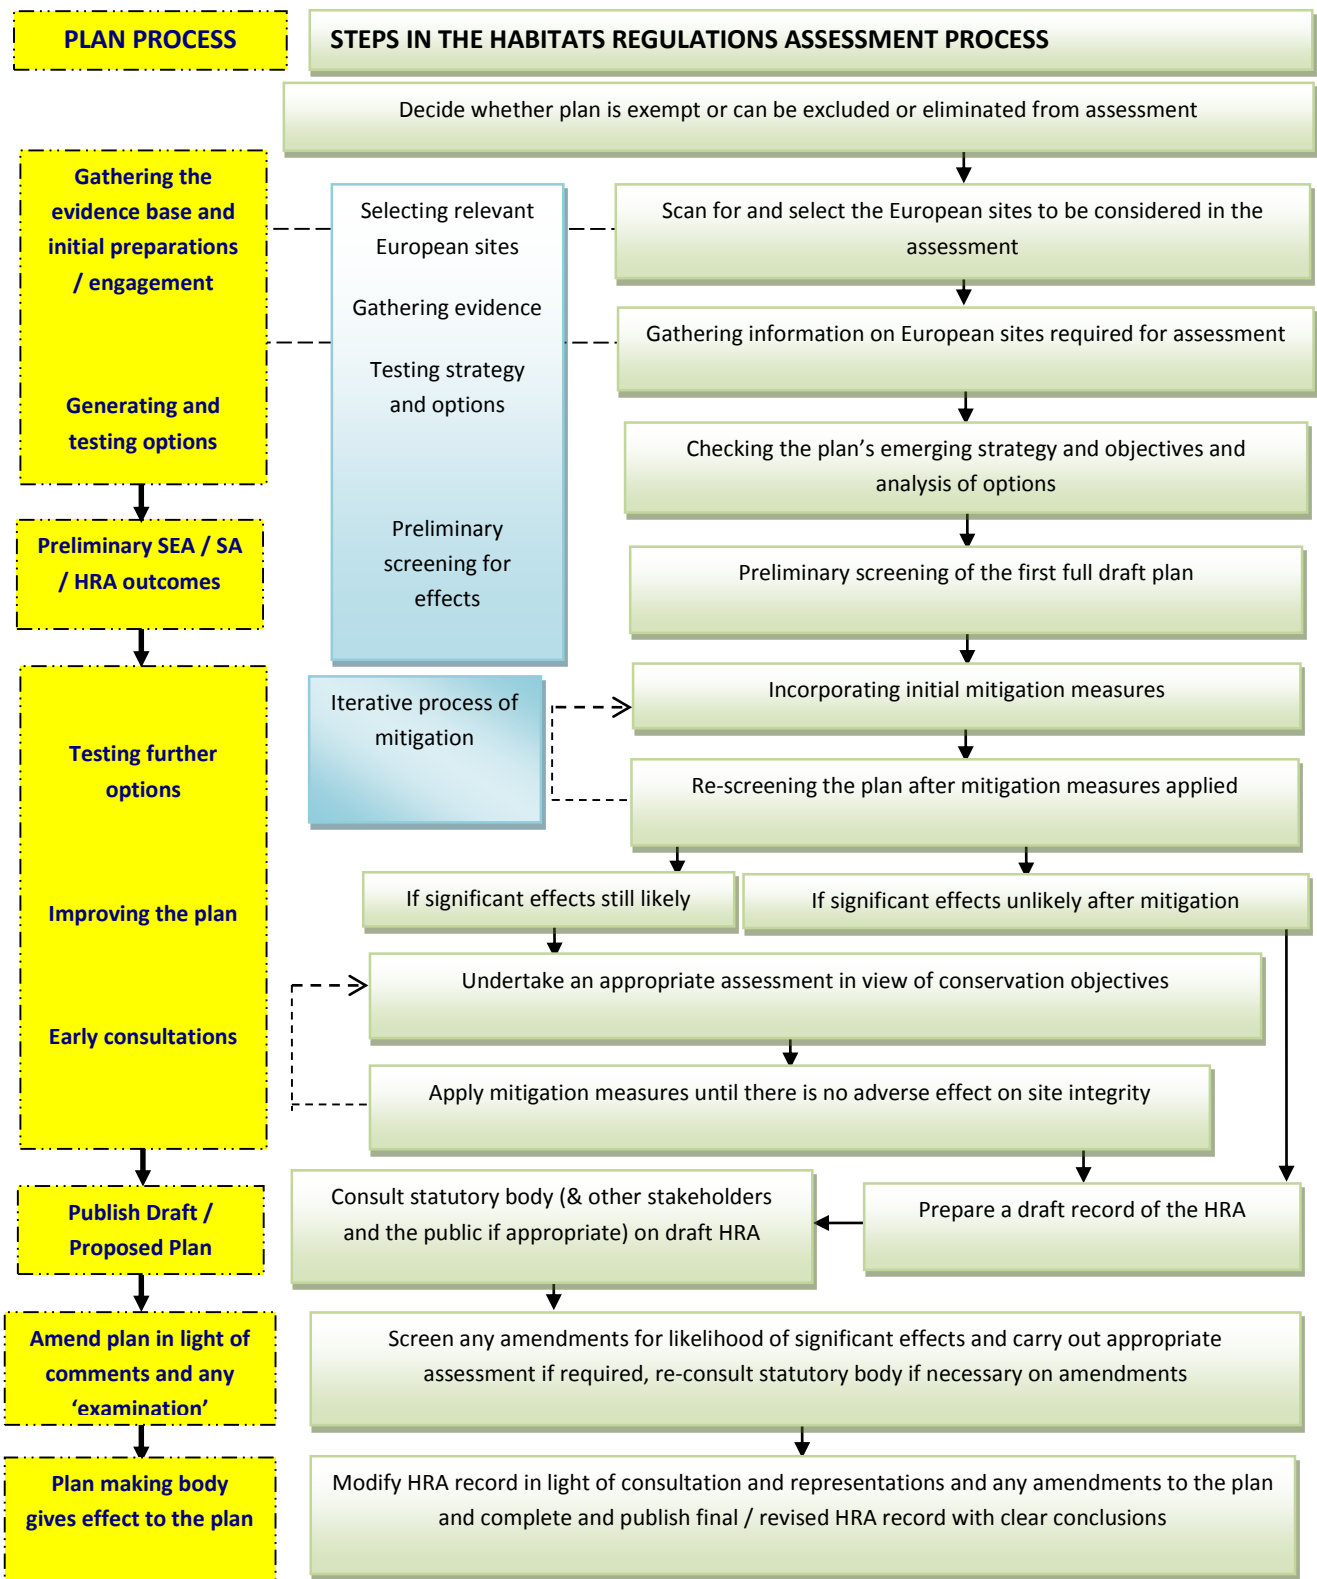 PLAN PROCESS
STEPS IN THE HABITATS REGULATIONS ASSESSMENT PROCESS
Decide whether plan is exempt or can be excluded or eliminated from assessment
Gathering the
evidence base and
initial preparations
/ engagement
Generating and
testing options
Selecting relevant
European sites
Gathering evidence
Testing strategy
and options
Preliminary
screening for
effects
Scan for and select the European sites to be considered in the
assessment
Gathering information on European sites required for assessment
Checking the plan’s emerging strategy and objectives and
analysis of options
Preliminary SEA / SA
/ HRA outcomes
Preliminary screening of the first full draft plan
Testing further
options
Improving the plan
Early consultations
Iterative process of
mitigation
Incorporating initial mitigation measures
Re-screening the plan after mitigation measures applied
If significant effects still likely
If significant effects unlikely after mitigation
Undertake an appropriate assessment in view of conservation objectives
Apply mitigation measures until there is no adverse effect on site integrity
Publish Draft /
Proposed Plan
Consult statutory body (& other stakeholders
and the public if appropriate) on draft HRA
Prepare a draft record of the HRA
Amend plan in light of
comments and any
‘examination’
Screen any amendments for likelihood of significant effects and carry out appropriate
assessment if required, re-consult statutory body if necessary on amendments
Plan making body
gives effect to the plan
Modify HRA record in light of consultation and representations and any amendments to the plan
and complete and publish final / revised HRA record with clear conclusions